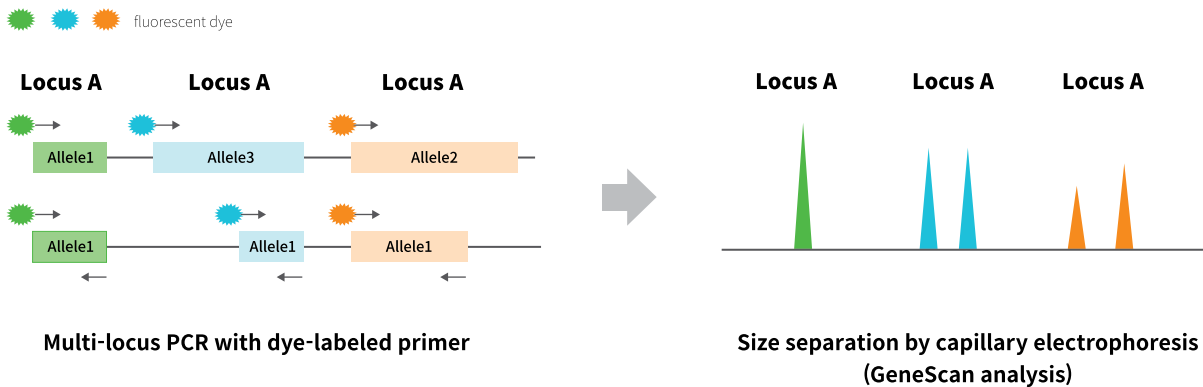 fluorescent dye
Locus A Locus A Locus A
Allele1 Allele3 Allele2
Allele1 Allele1 Allele1
Multi-locus PCR with dye-labeled primer
Locus A Locus A Locus A
Size separation by capillary electrophoresis
(GeneScan analysis)